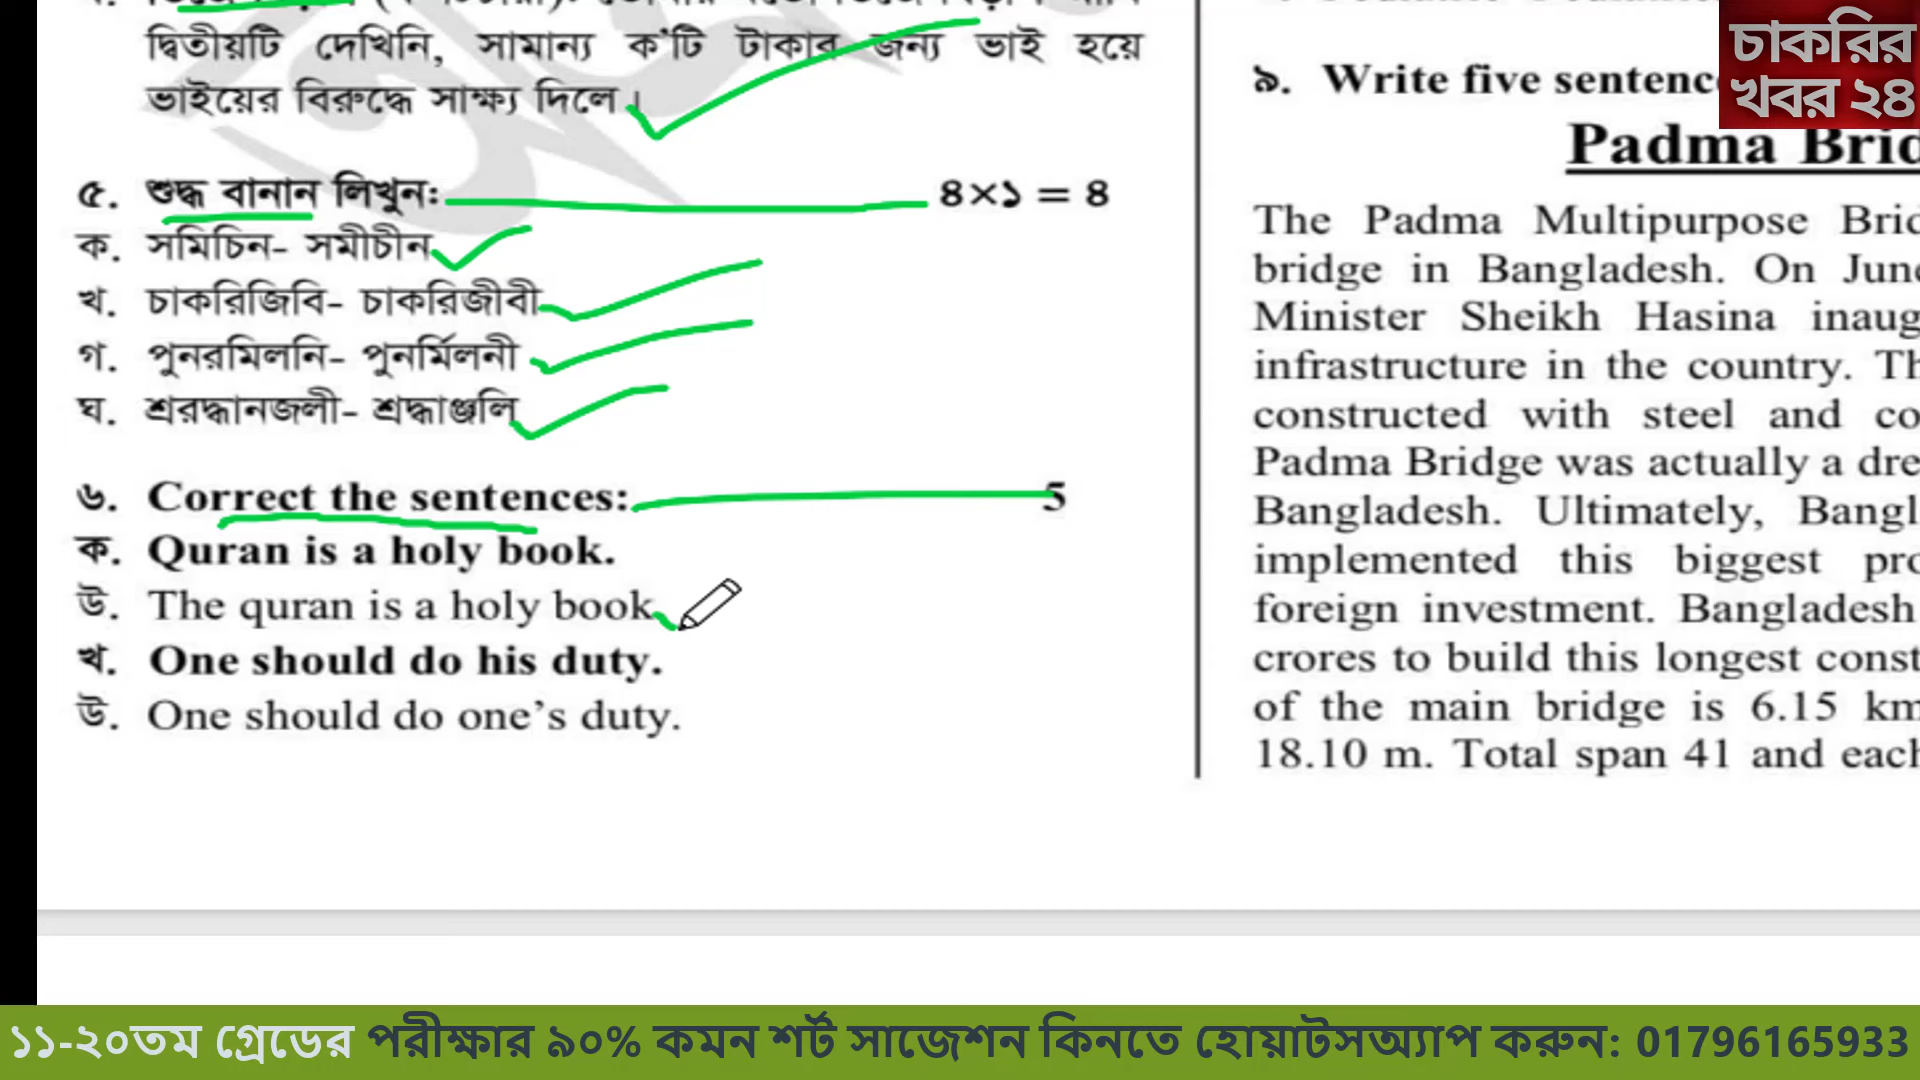 দ্বিতীয়টি দেখিনি, সামান্য ক'টি টাকার জন্য ভাই হয়ে
ভাইয়ের বিরুদ্ধে সাক্ষ্য দিলে।
৫. শুদ্ধ বানান লিখুনঃ ৪×১ = ৪
ক. সমিচিন- সমীচীন
খ. চাকরিজিবি- চাকরিজীবী
গ. পুনরমিলনি- পুনর্মিলনী
ঘ. শ্ররদ্ধানজলী- শ্রদ্ধাঞ্জলি
৬. Correct the sentences: 5
ক. Quran is a holy book.
উ. The quran is a holy book
খ. One should do his duty.
উ. One should do one's duty.
৯. Write five sentenc
Padma Brid
The Padma Multipurpose Brid
bridge in Bangladesh. On June
Minister Sheikh Hasina inaug
infrastructure in the country. Th
constructed with steel and co
Padma Bridge was actually a dre
Bangladesh. Ultimately, Bangl
implemented this biggest pro
foreign investment. Bangladesh
crores to build this longest const
of the main bridge is 6.15 km
18.10 m. Total span 41 and each
চাকরির
খবর ২৪
১১-২০তম গ্রেডের পরীক্ষার ৯০% কমন শর্ট সাজেশন কিনতে হোয়াটসঅ্যাপ করুন: 01796165933